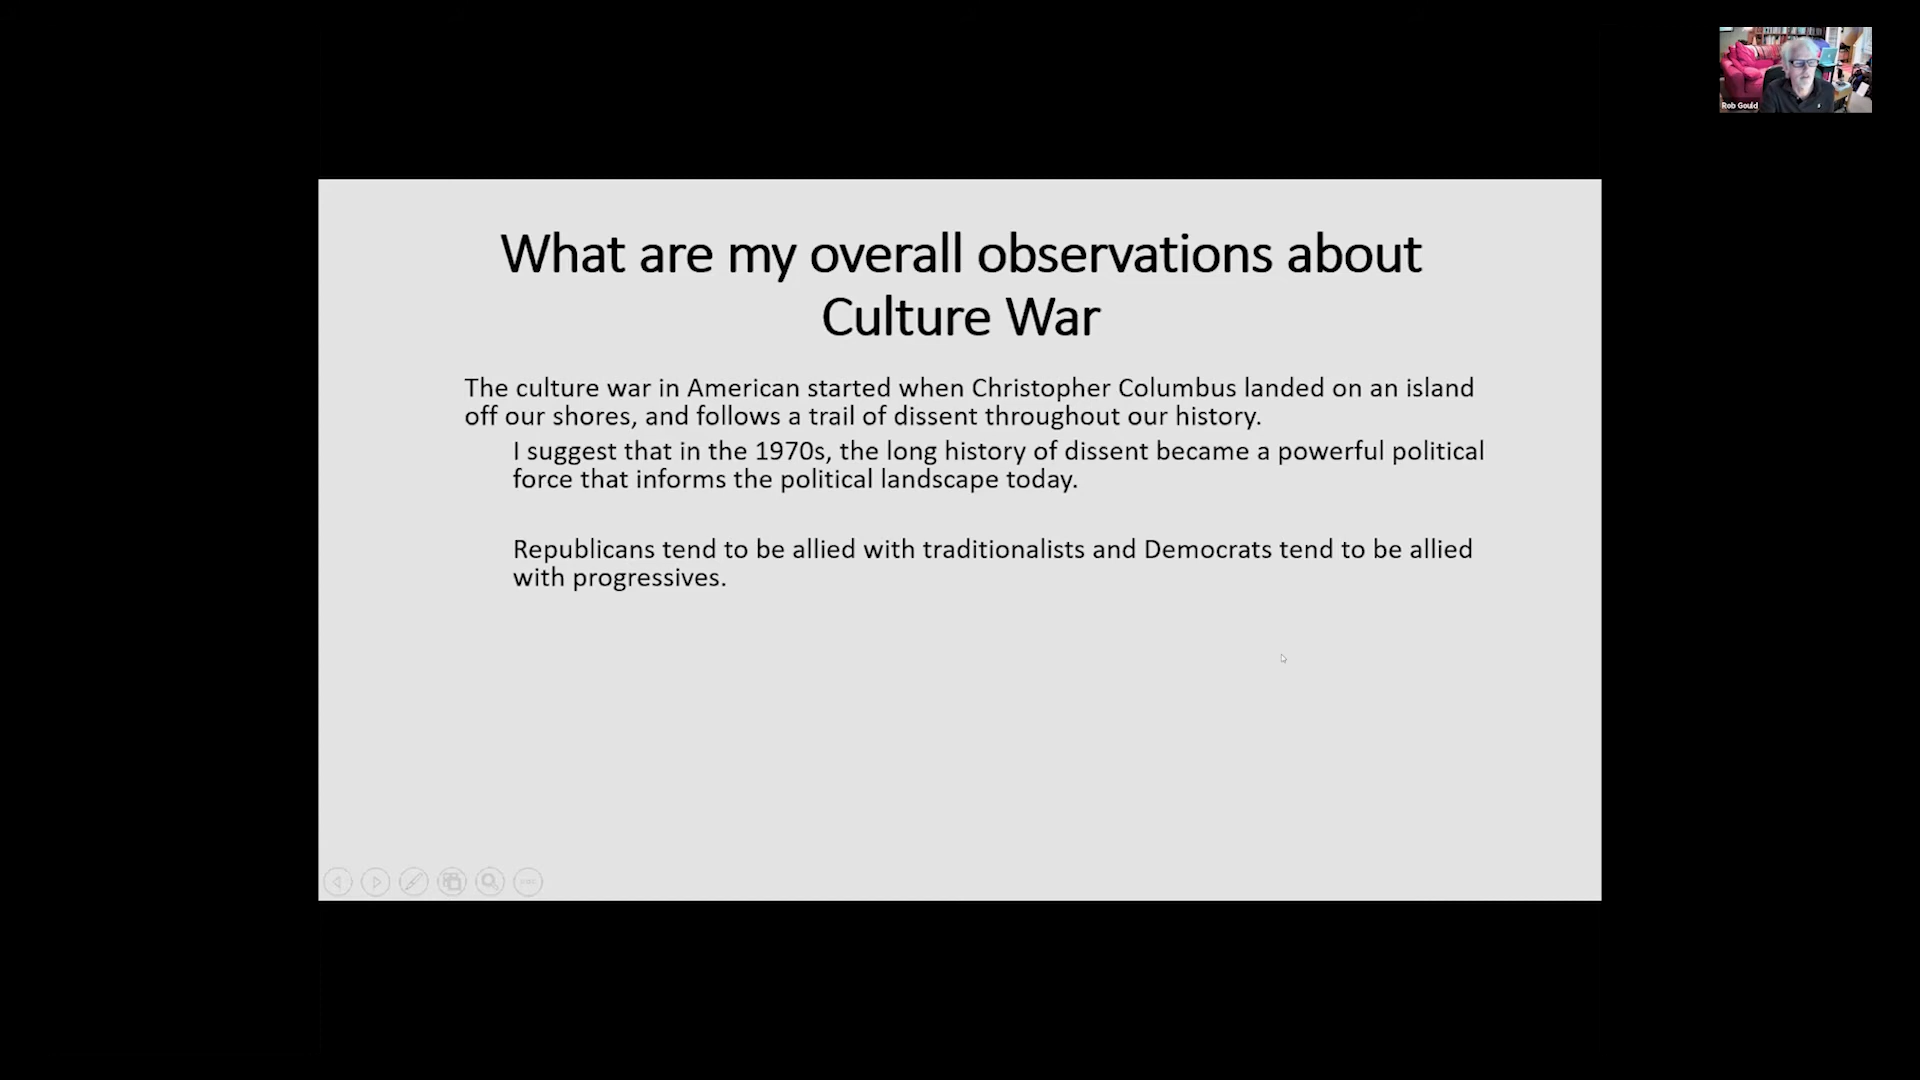 Rob Gould
What are my overall observations about
Culture War
The culture war in American started when Christopher Columbus landed on an island
off our shores, and follows a trail of dissent throughout our history.
I suggest that in the 1970s, the long history of dissent became a powerful political
force that informs the political landscape today.
Republicans tend to be allied with traditionalists and Democrats tend to be allied
with progressives.